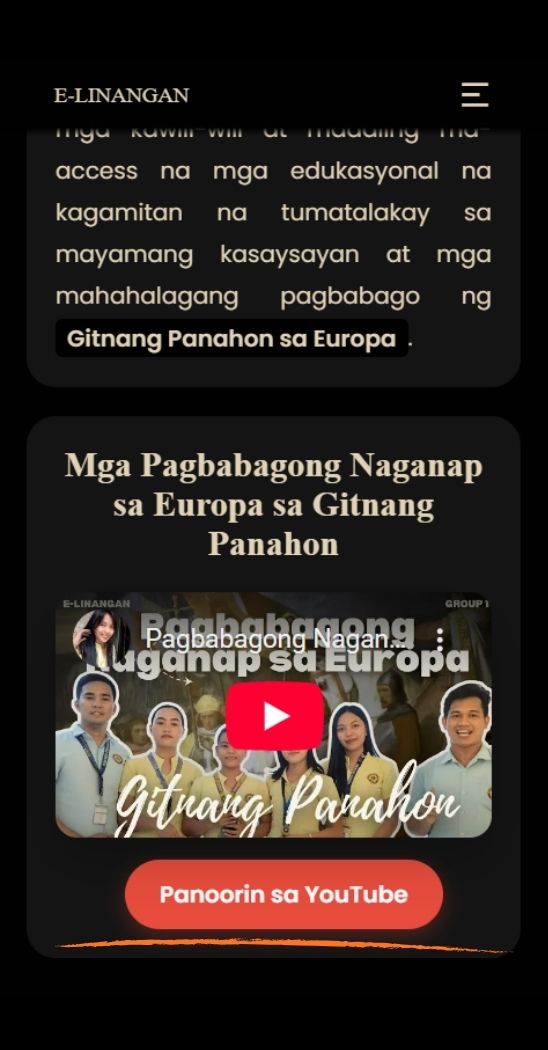 E-LINANGAN
mga kawili-wili at madaling ma-
access na mga edukasyonal na
kagamitan na tumatalakay sa
mayamang kasaysayan at mga
mahahalagang pagbabago ng
Gitnang Panahon sa Europa.
Mga Pagbabagong Naganap
sa Europa sa Gitnang
Panahon
E-LINANGAN
GROUP 1
Pagbabagong
Pagbabagong Nagan...
Naganap sa Europa
Gitnang Panahon
Panoorin sa YouTube